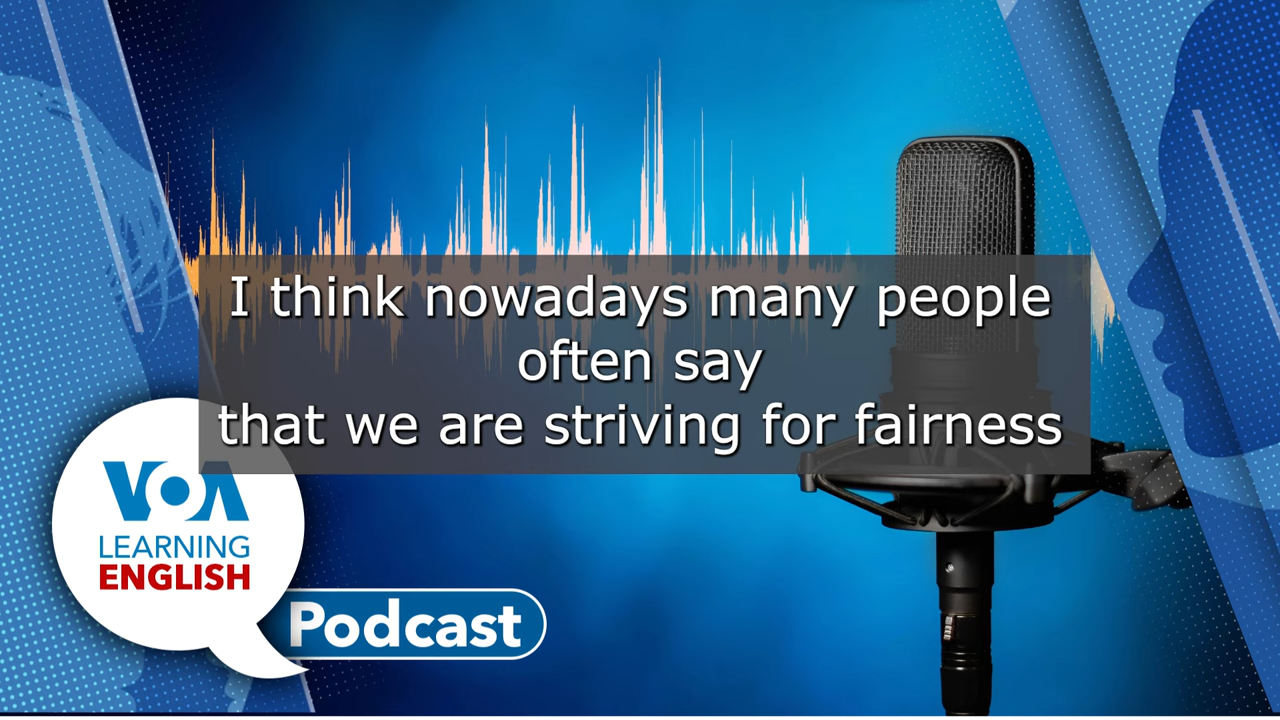 I think nowadays many people
often say
that we are striving for fairness
VOA
LEARNING
ENGLISH
Podcast